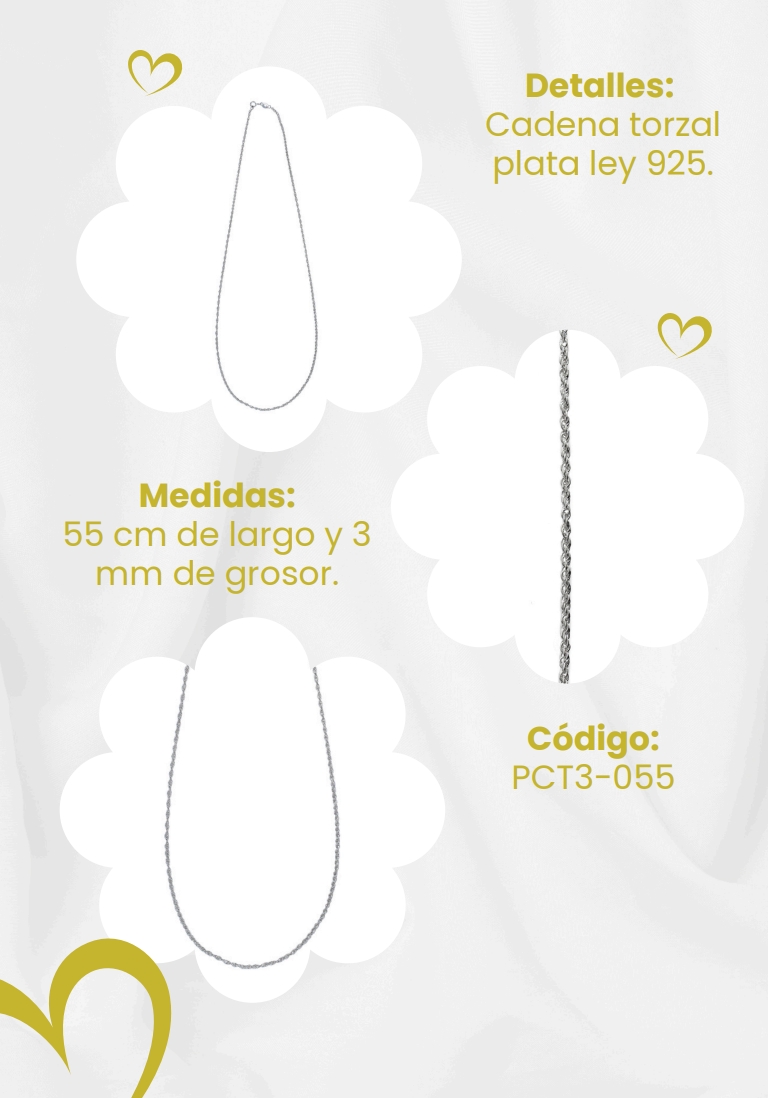 Detalles:
Cadena torzal
plata ley 925.
Medidas:
55 cm de largo y 3
mm de grosor.
Código:
PCT3-055